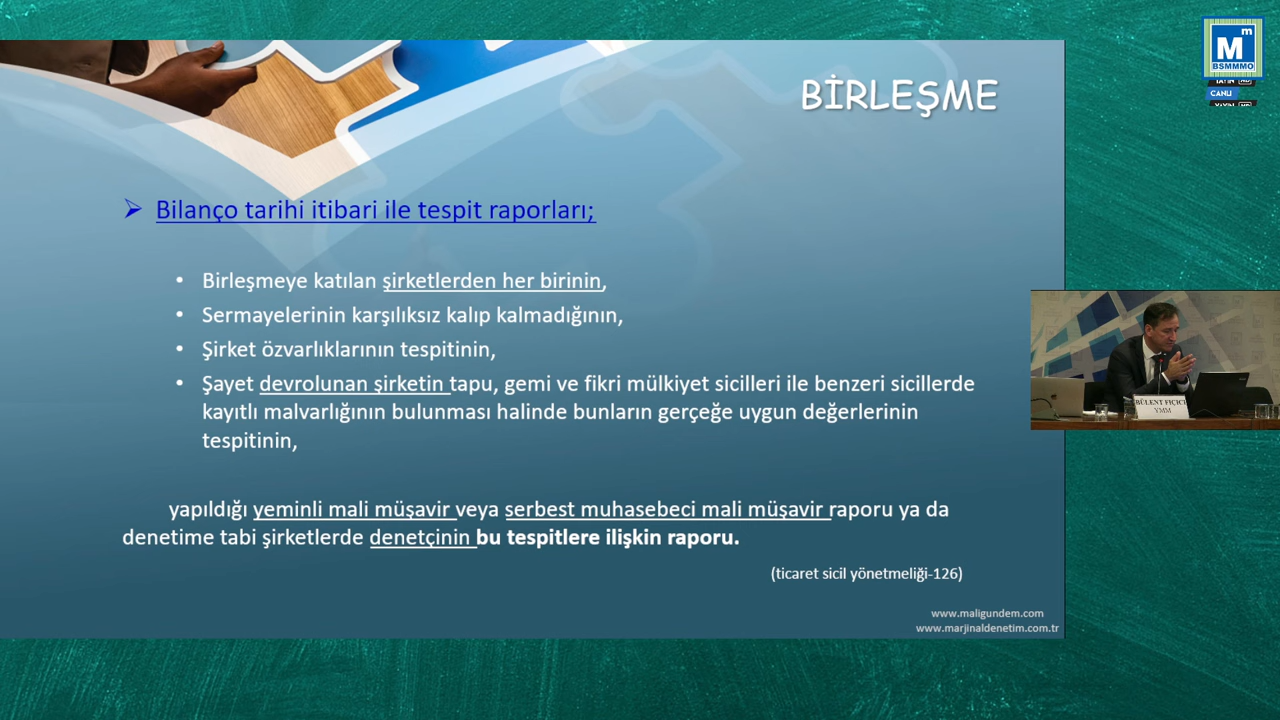 BİRLEŞME
Bilanço tarihi itibari ile tespit raporları;
Birleşmeye katılan şirketlerden her birinin,
Sermayelerinin karşılıksız kalıp kalmadığının,
Şirket özvarlıklarının tespitinin,
Şayet devrolunan şirketin tapu, gemi ve fikri mülkiyet sicilleri ile benzeri sicillerde
kayıtlı malvarlığının bulunması halinde bunların gerçeğe uygun değerlerinin
tespitinin,
yapıldığı yeminli mali müşavir veya serbest muhasebeci mali müşavir raporu ya da
denetime tabi şirketlerde denetçinin bu tespitlere ilişkin raporu.
(ticaret sicil yönetmeliği-126)
www.maligundem.com
www.marjinaldenetim.com.tr
Mm
BSMMMO
CANLI
BÜLENT FIÇICI
YMM